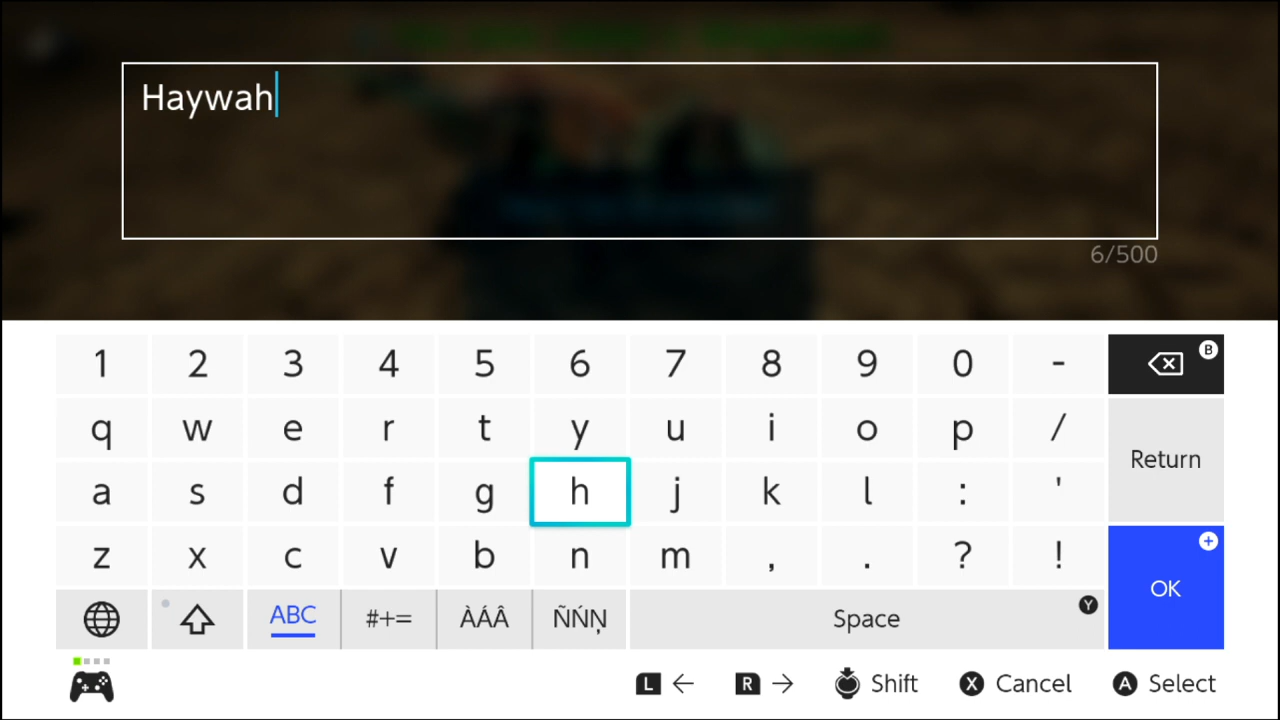 Haywah
6/500
1 2 3 4 5 6 7 8 9 0 - B
q w e r t y u i o p /
Return
a s d f g h j k l : '
z x c v b n m , . ? !
+
OK
ABC #+= ÀÁÂ ÑŃŅ Space Y
L ← R → Shift X Cancel A Select